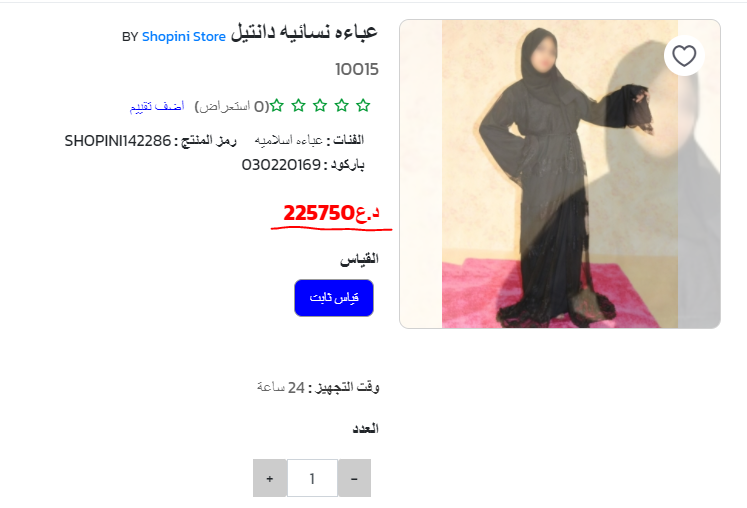 عباءه نسائيه دانتيل BY Shopini Store
10015
(0 استعراض) اضف تقييم
الفئات : عباءه اسلاميه رمز المنتج : SHOPINI142286
باركود : 030220169
د.ع225750
القياس
قياس ثابت
وقت التجهيز : 24 ساعة
العدد
- 1 +